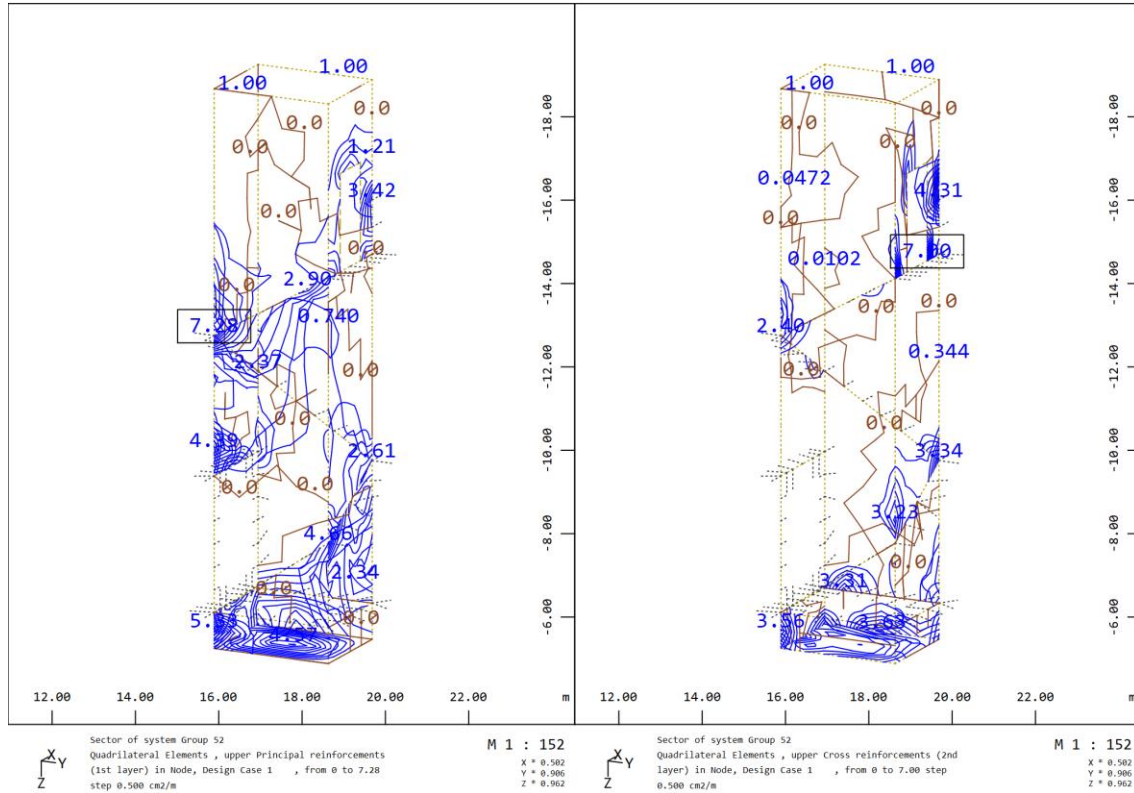 1.00
1.00
0.0
0.0
0.0
1.21
3.42
0.0
0.0
2.90
0.0
0.740
7.28
2.37
0.0
0.0
4.39
2.61
0.0
0.0
4.66
2.34
0.0
0.0
5.33
4.57
-18.00
-16.00
-14.00
-12.00
-10.00
-8.00
-6.00
12.00 14.00 16.00 18.00 20.00 22.00 m
Sector of system Group 52
Quadrilateral Elements , upper Principal reinforcements
(1st layer) in Node, Design Case 1 , from 0 to 7.28
step 0.500 cm2/m
M 1 : 152
X * 0.502
Y * 0.906
Z * 0.962
X
Y
Z
1.00
1.00
0.0
0.0
0.0
0.0472
4.31
0.0
7.00
0.0102
0.0
0.0
2.40
0.344
0.0
0.0
3.34
3.23
0.0
3.31
3.56
3.63
-18.00
-16.00
-14.00
-12.00
-10.00
-8.00
-6.00
12.00 14.00 16.00 18.00 20.00 22.00 m
Sector of system Group 52
Quadrilateral Elements , upper Cross reinforcements (2nd
layer) in Node, Design Case 1 , from 0 to 7.00 step
0.500 cm2/m
M 1 : 152
X * 0.502
Y * 0.906
Z * 0.962
X
Y
Z